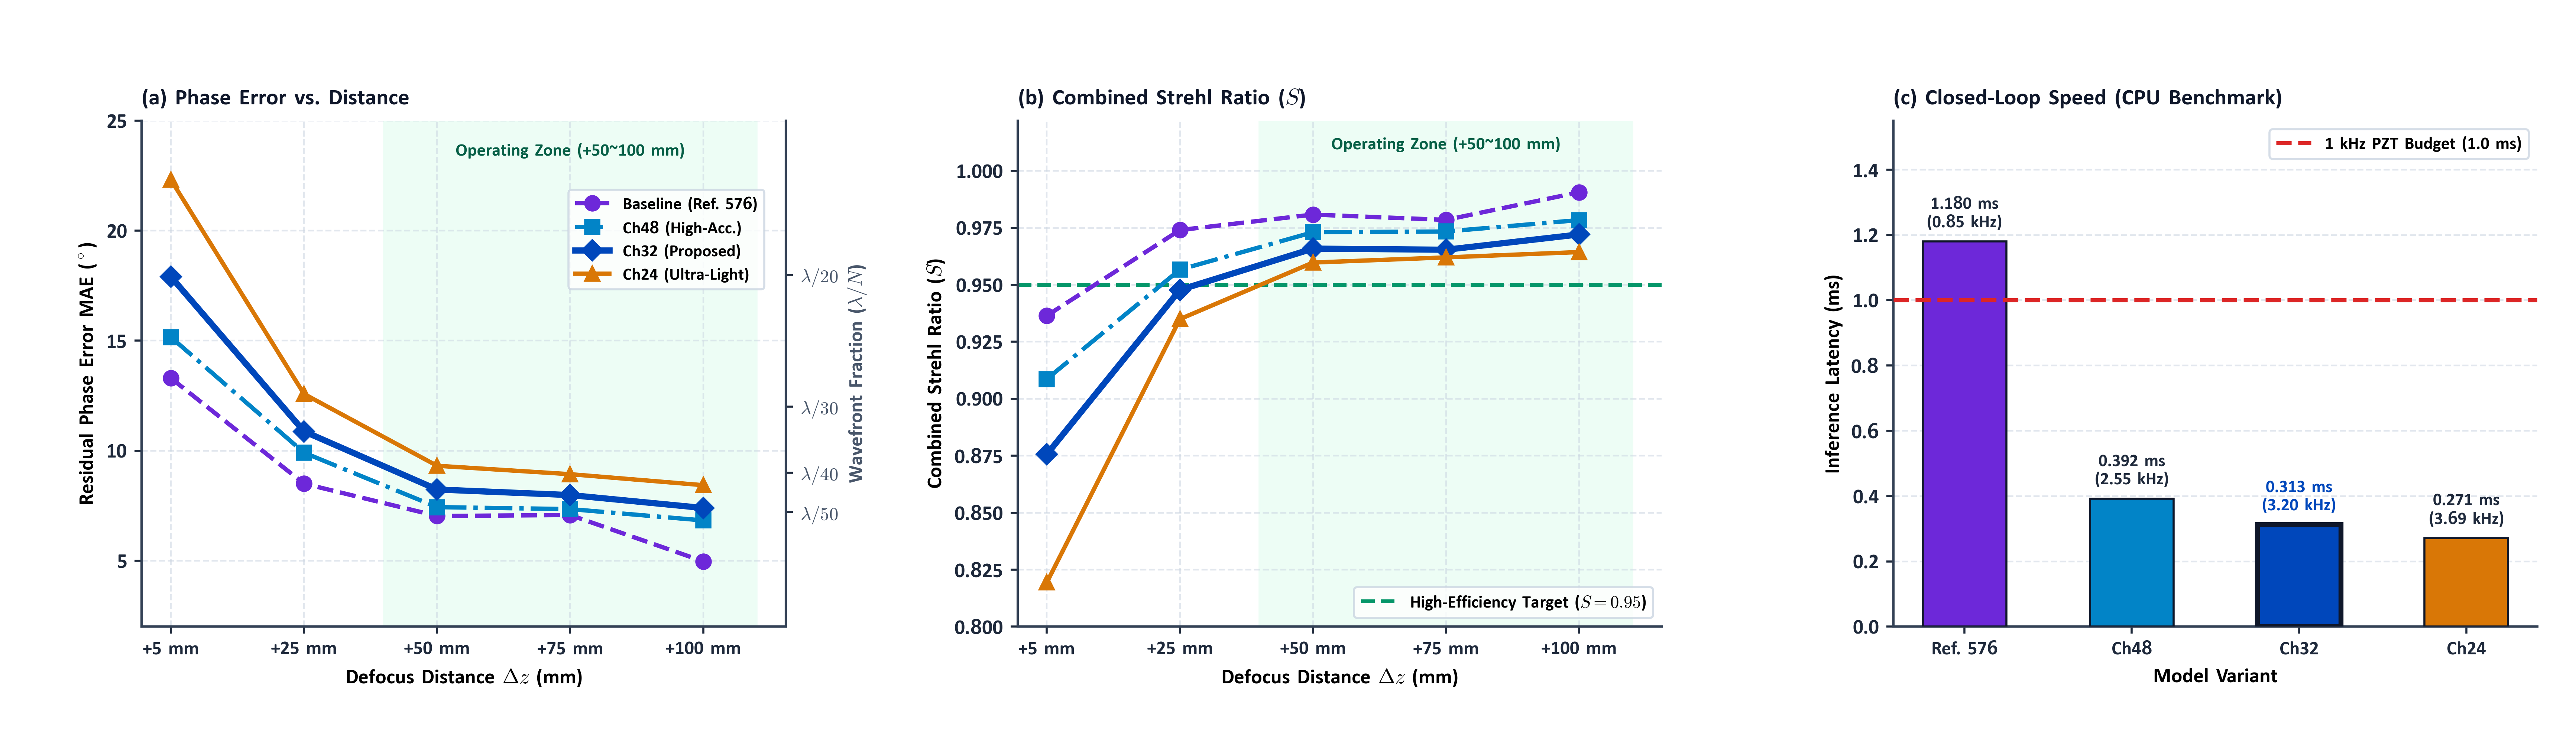 (a) Phase Error vs. Distance
25
20
15
10
5
Residual Phase Error MAE (°)
Operating Zone (+50~100 mm)
Baseline (Ref. 576)
Ch48 (High-Acc.)
Ch32 (Proposed)
Ch24 (Ultra-Light)
λ/20
λ/30
λ/40
λ/50
Wavefront Fraction (λ/N)
+5 mm
+25 mm
+50 mm
+75 mm
+100 mm
Defocus Distance Δz (mm)
(b) Combined Strehl Ratio (S)
1.000
0.975
0.950
0.925
0.900
0.875
0.850
0.825
0.800
Combined Strehl Ratio (S)
Operating Zone (+50~100 mm)
High-Efficiency Target (S = 0.95)
+5 mm
+25 mm
+50 mm
+75 mm
+100 mm
Defocus Distance Δz (mm)
(c) Closed-Loop Speed (CPU Benchmark)
1 kHz PZT Budget (1.0 ms)
1.4
1.2
1.0
0.8
0.6
0.4
0.2
0.0
Inference Latency (ms)
1.180 ms
(0.85 kHz)
0.392 ms
(2.55 kHz)
0.313 ms
(3.20 kHz)
0.271 ms
(3.69 kHz)
Ref. 576
Ch48
Ch32
Ch24
Model Variant